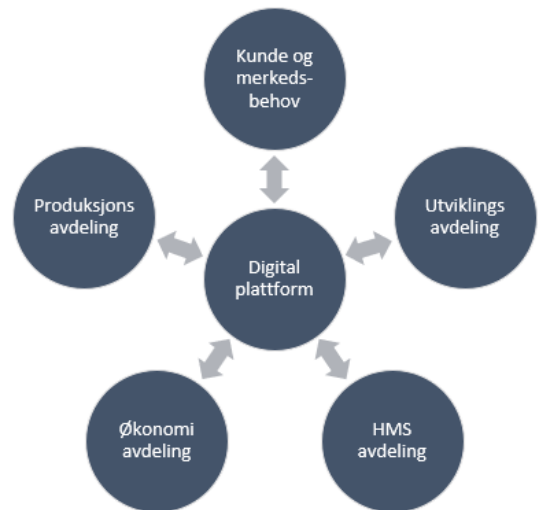 Kunde og
merkeds-
behov
Produksjons
avdeling
Utviklings
avdeling
Digital
plattform
Økonomi
avdeling
HMS
avdeling